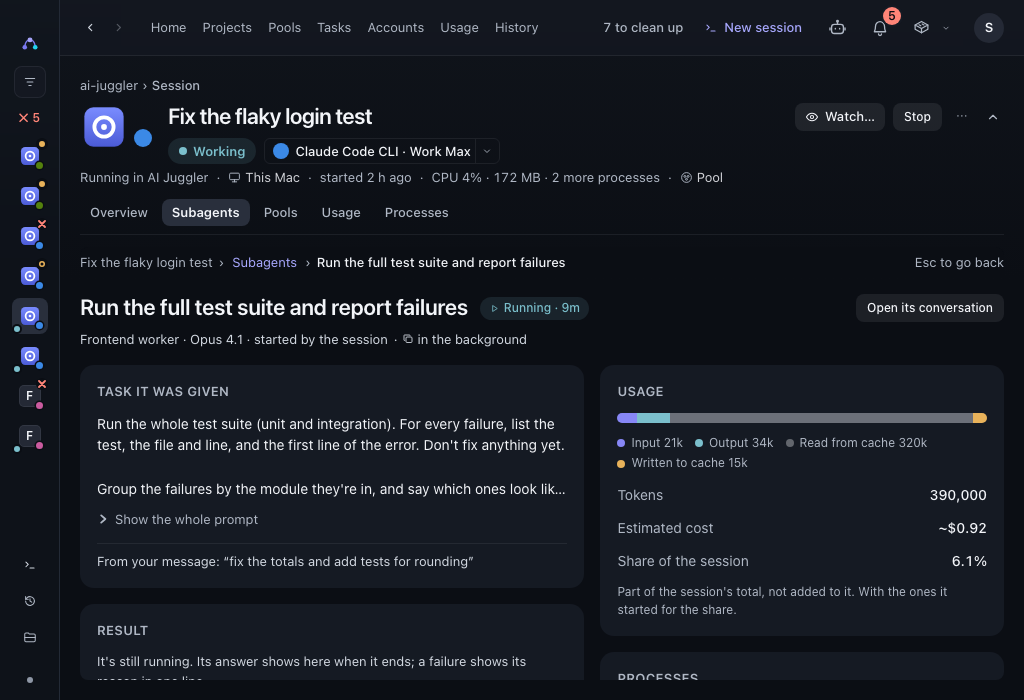 Home Projects Pools Tasks Accounts Usage History 7 to clean up >_ New session 5 S
5
ai-juggler › Session
Fix the flaky login test
Watch... Stop ...
Working Claude Code CLI · Work Max
Running in AI Juggler · This Mac · started 2 h ago · CPU 4% · 172 MB · 2 more processes · Pool
Overview Subagents Pools Usage Processes
Fix the flaky login test › Subagents › Run the full test suite and report failures Esc to go back
Run the full test suite and report failures Running · 9m Open its conversation
Frontend worker · Opus 4.1 · started by the session · in the background
TASK IT WAS GIVEN
Run the whole test suite (unit and integration). For every failure, list the
test, the file and line, and the first line of the error. Don't fix anything yet.
Group the failures by the module they're in, and say which ones look lik...
Show the whole prompt
From your message: “fix the totals and add tests for rounding”
RESULT
It's still running. Its answer shows here when it ends; a failure shows its
reason in one line.
USAGE
Input 21k Output 34k Read from cache 320k
Written to cache 15k
Tokens 390,000
Estimated cost ~$0.92
Share of the session 6.1%
Part of the session's total, not added to it. With the ones it
started for the share.
PROCESSES
F
F